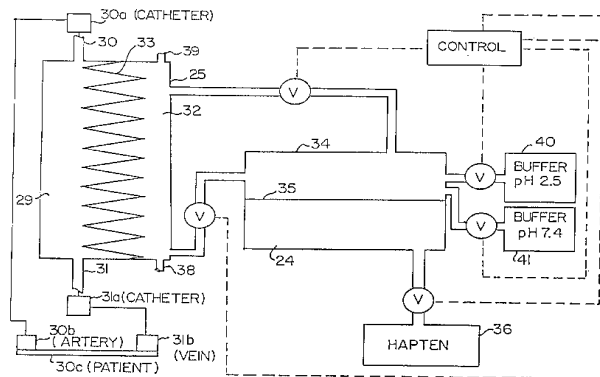 30a (CATHETER)
30
33
39
25
CONTROL
V
32
34
40
V
BUFFER
pH 2.5
29
35
V
V
BUFFER
pH 7.4
24
41
31
38
31a (CATHETER)
V
30b
(ARTERY)
31b
(VEIN)
36
HAPTEN
30c (PATIENT)